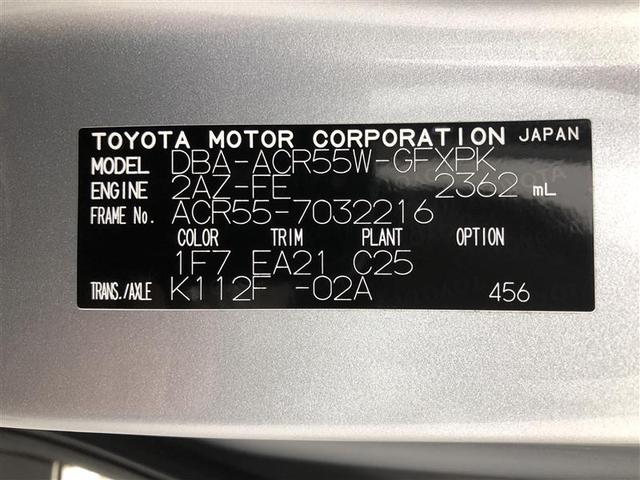 TOYOTA MOTOR CORPORATION JAPAN
MODEL DBA-ACR55W-GFXPK
ENGINE 2AZ-FE 2362 mL
FRAME No. ACR55-7032216
COLOR TRIM PLANT OPTION
1F7 EA21 C25
TRANS./AXLE K112F -02A 456